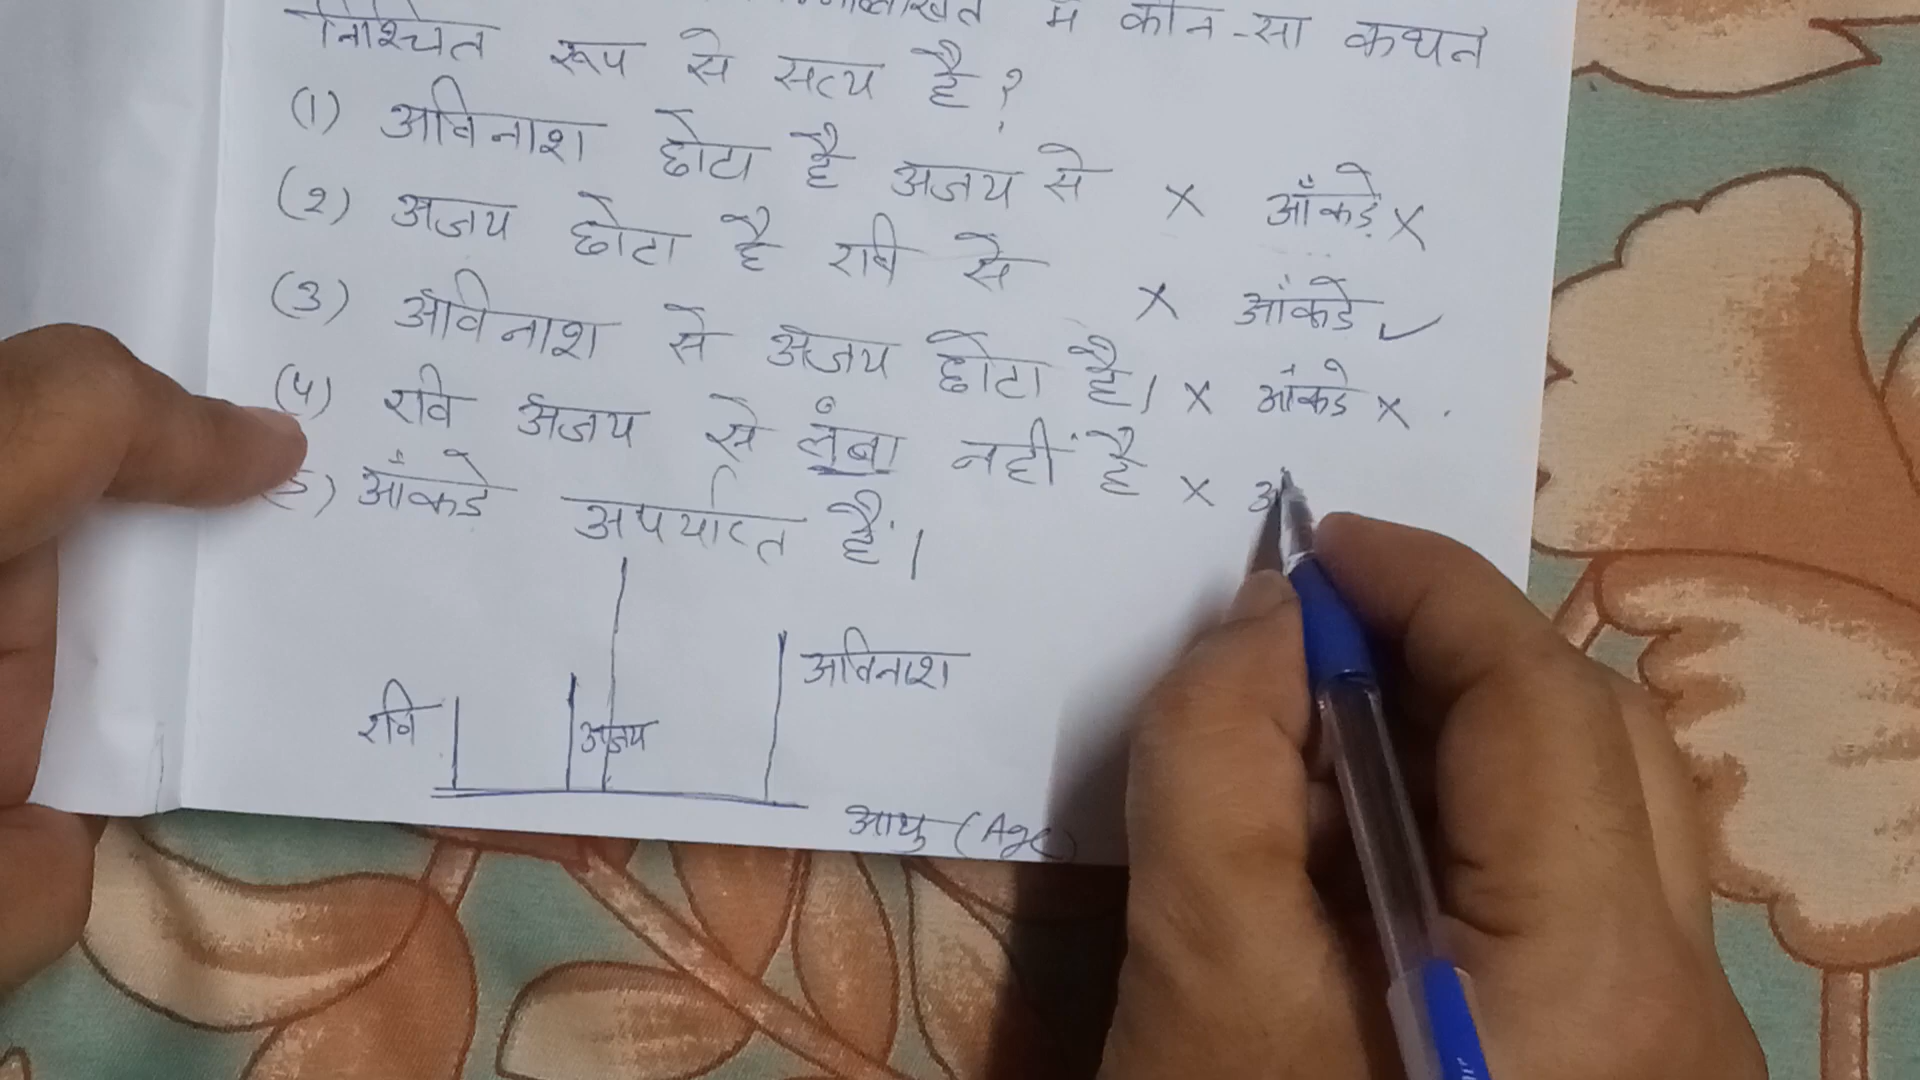 में कौन-सा कथन
निश्चित रूप से सत्य है?
(1) अविनाश छोटा है अजय से × आँकड़े ×
(2) अजय छोटा है रवि से × आंकडे ✓
(3) अविनाश से अजय छोटा है। × आंकडे ×
(4) रवि अजय से लंबा नहीं है × अ
5) आँकडे अपर्याप्त हैं।
अविनाश
रवि अजय
आयु (Age)